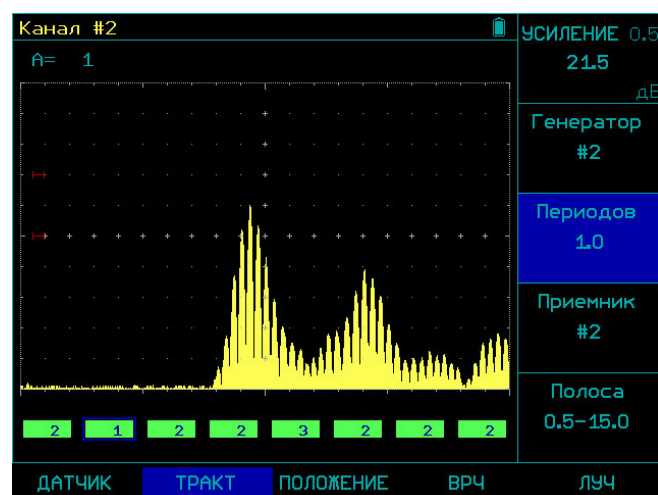 Канал #2
A= 1
УСИЛЕНИЕ 0.5
21.5
дБ
Генератор
#2
Периодов
1.0
Приемник
#2
Полоса
0.5-15.0
2 1 2 2 3 2 2 2
ДАТЧИК ТРАКТ ПОЛОЖЕНИЕ ВРЧ ЛУЧ